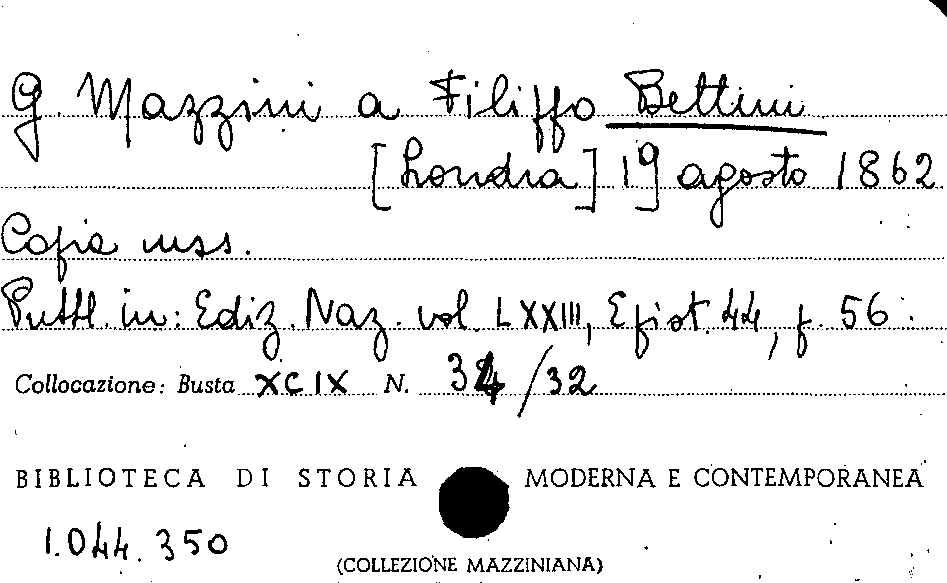 G. Mazzini a Filippo Bettini
[Londra] 19 agosto 1862
Copia mss.
Pubbl. in: Ediz. Naz. vol. LXXIII, Epist. 44, p. 56.
Collocazione: Busta XCIX N. /32
BIBLIOTECA DI STORIA MODERNA E CONTEMPORANEA
1.044.350
(COLLEZIONE MAZZINIANA)